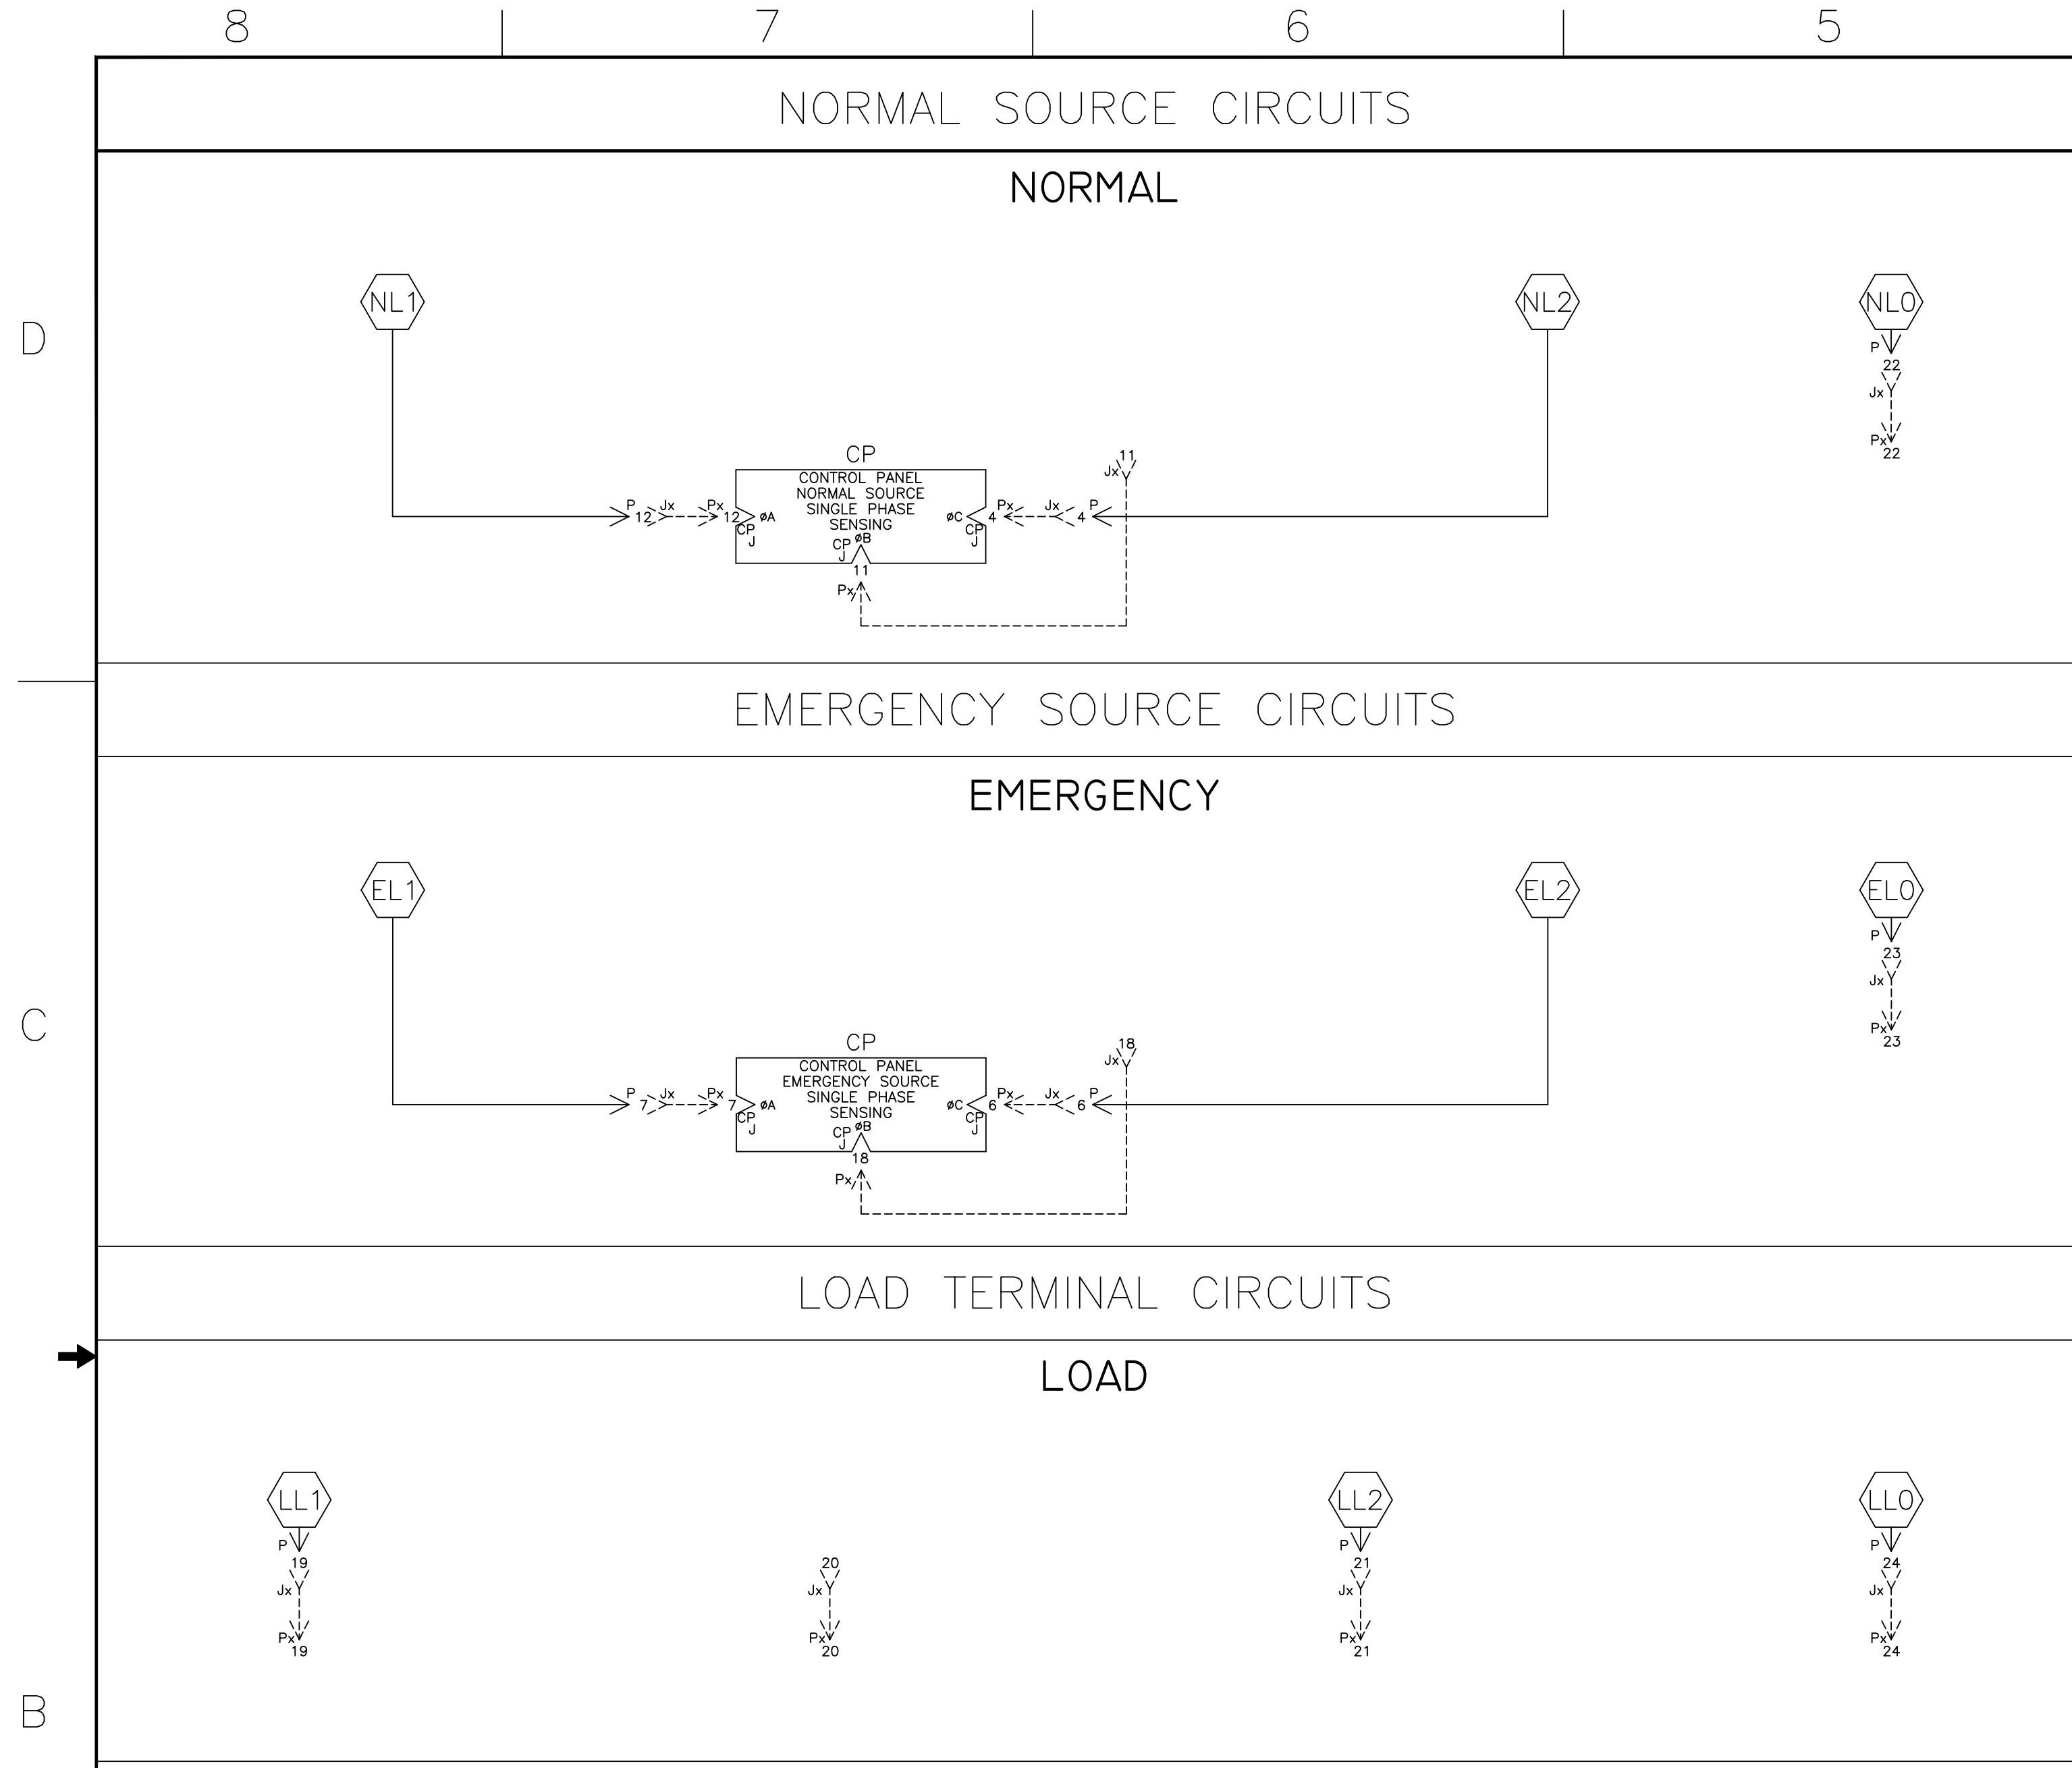 8 7 6 5
NORMAL SOURCE CIRCUITS
NORMAL
D
NL1 NL2 NL0
P
22
Jx
Px
22
CP
CONTROL PANEL
NORMAL SOURCE
SINGLE PHASE
SENSING
P 12 Jx Px 12 øA
CP
J
øC 4 Px Jx 4 P
CP
J
øB
CP
J
11
Px
11
Jx
EMERGENCY SOURCE CIRCUITS
EMERGENCY
EL1 EL2 EL0
P
23
Jx
Px
23
C
CP
CONTROL PANEL
EMERGENCY SOURCE
SINGLE PHASE
SENSING
P 7 Jx Px 7 øA
CP
J
øC 6 Px Jx 6 P
CP
J
øB
CP
J
18
Px
18
Jx
LOAD TERMINAL CIRCUITS
LOAD
LL1 LL2 LL0
P P P
19 20 21 24
Jx Jx Jx Jx
Px Px Px Px
19 20 21 24
B